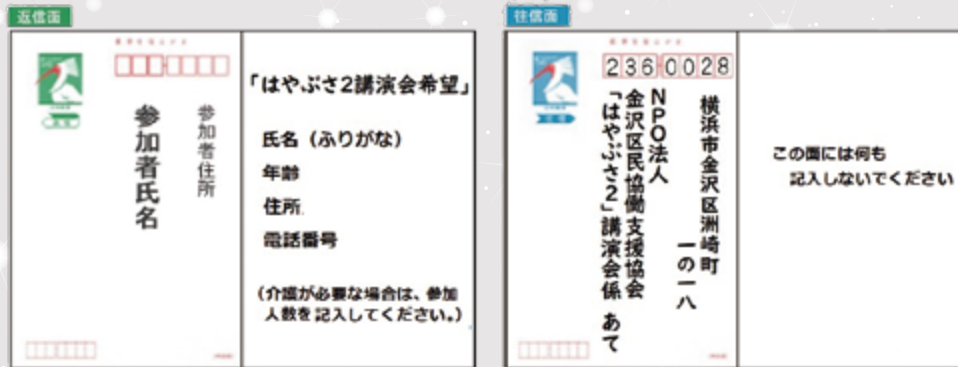 返信面
参加者住所
参加者氏名
「はやぶさ2講演会希望」
氏名（ふりがな）
年齢
住所
電話番号
（介護が必要な場合は、参加
人数を記入してください。）
往信面
2360028
横浜市金沢区洲崎町
一の一八
NPO法人
金沢区民協働支援協会
「はやぶさ2」講演会係 あて
この面には何も
記入しないでください